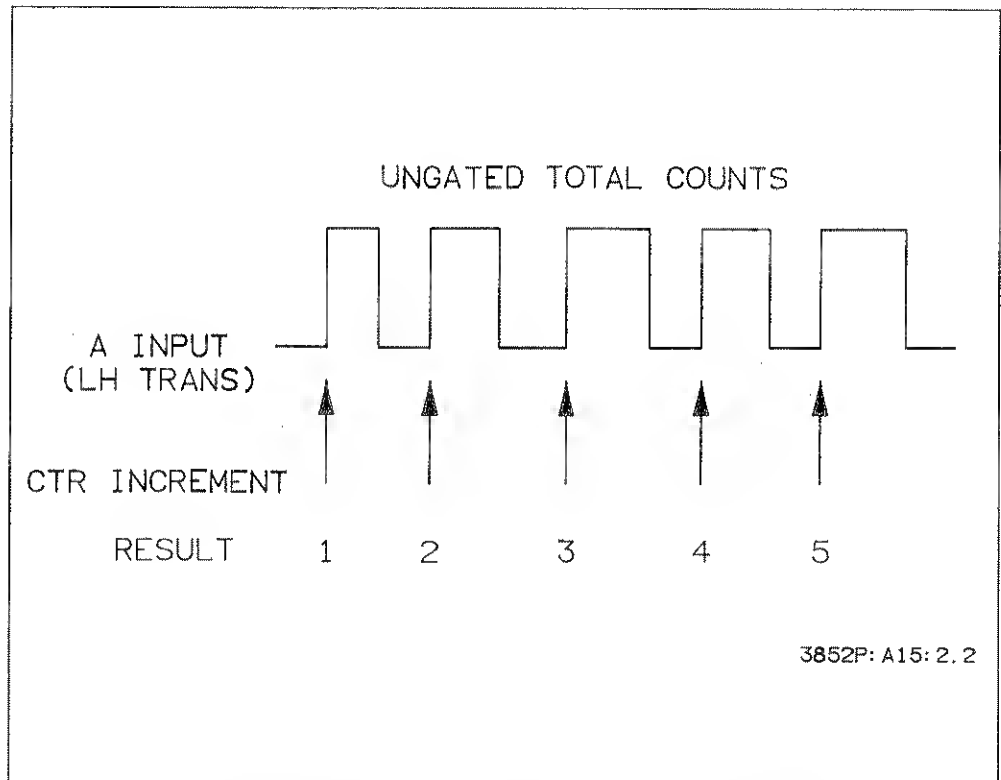 UNGATED TOTAL COUNTS
A INPUT
(LH TRANS)
CTR INCREMENT
RESULT 1 2 3 4 5
3852P: A15: 2.2